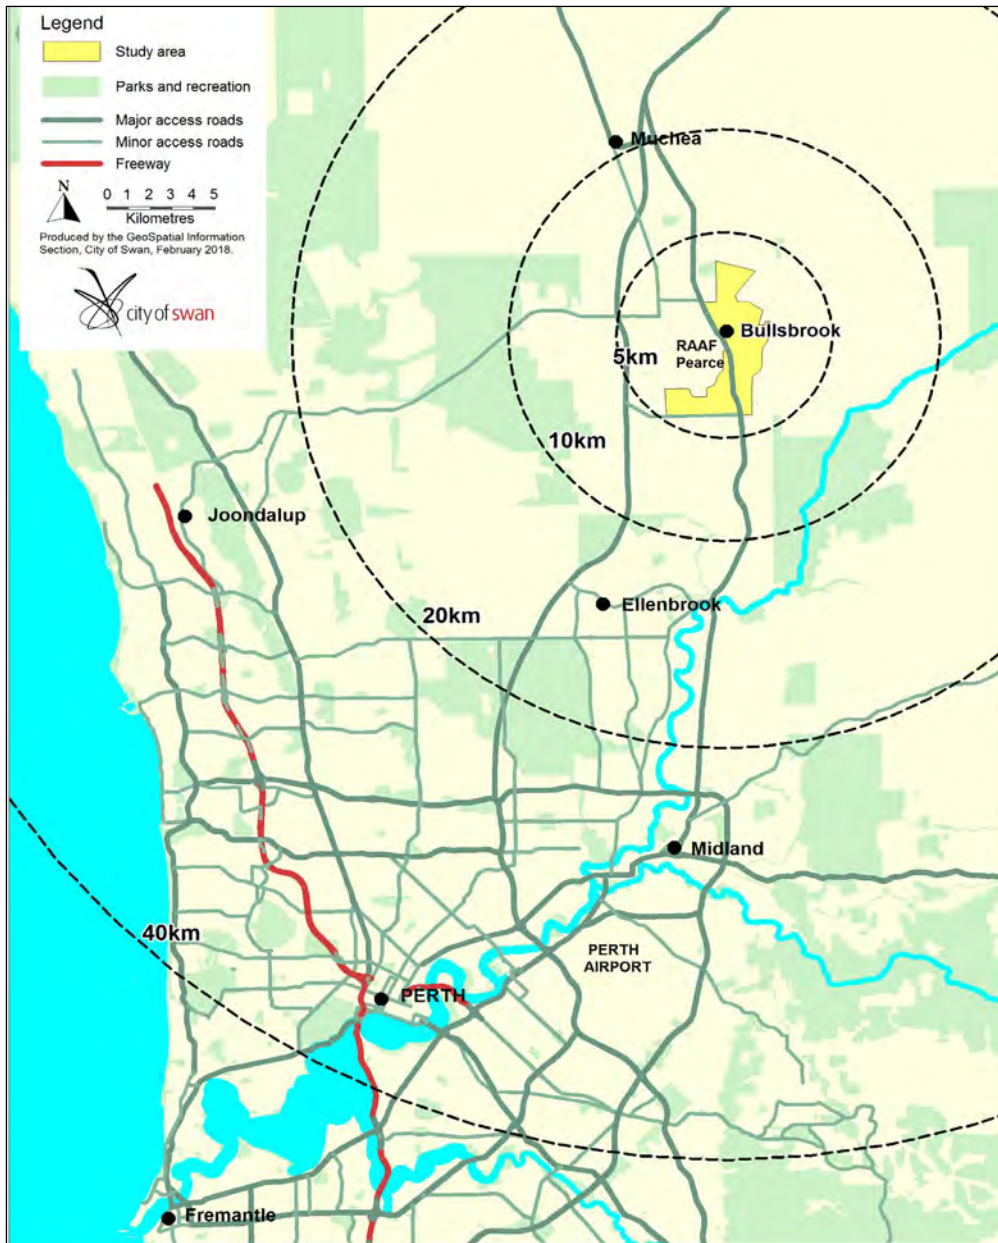 Legend
Study area
Parks and recreation
Major access roads
Minor access roads
Freeway
N
0 1 2 3 4 5
Kilometres
Produced by the GeoSpatial Information
Section, City of Swan, February 2018.
city of swan
Muchea
Bullsbrook
RAAF
Pearce
5km
10km
Joondalup
Ellenbrook
20km
Midland
40km
PERTH
AIRPORT
PERTH
Fremantle